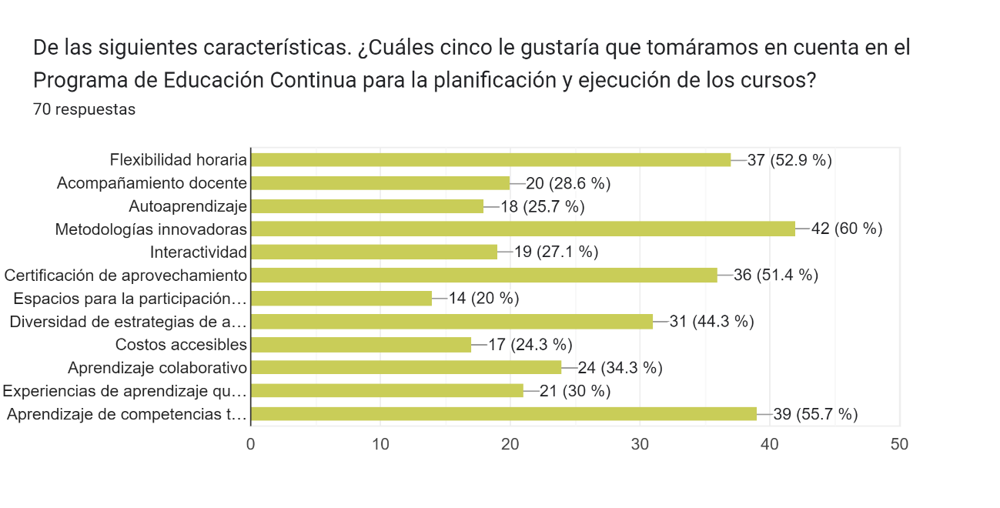 De las siguientes características. ¿Cuáles cinco le gustaría que tomáramos en cuenta en el
Programa de Educación Continua para la planificación y ejecución de los cursos?
70 respuestas
Flexibilidad horaria 37 (52.9 %)
Acompañamiento docente 20 (28.6 %)
Autoaprendizaje 18 (25.7 %)
Metodologías innovadoras 42 (60 %)
Interactividad 19 (27.1 %)
Certificación de aprovechamiento 36 (51.4 %)
Espacios para la participación… 14 (20 %)
Diversidad de estrategias de a… 31 (44.3 %)
Costos accesibles 17 (24.3 %)
Aprendizaje colaborativo 24 (34.3 %)
Experiencias de aprendizaje qu… 21 (30 %)
Aprendizaje de competencias t… 39 (55.7 %)
0 10 20 30 40 50